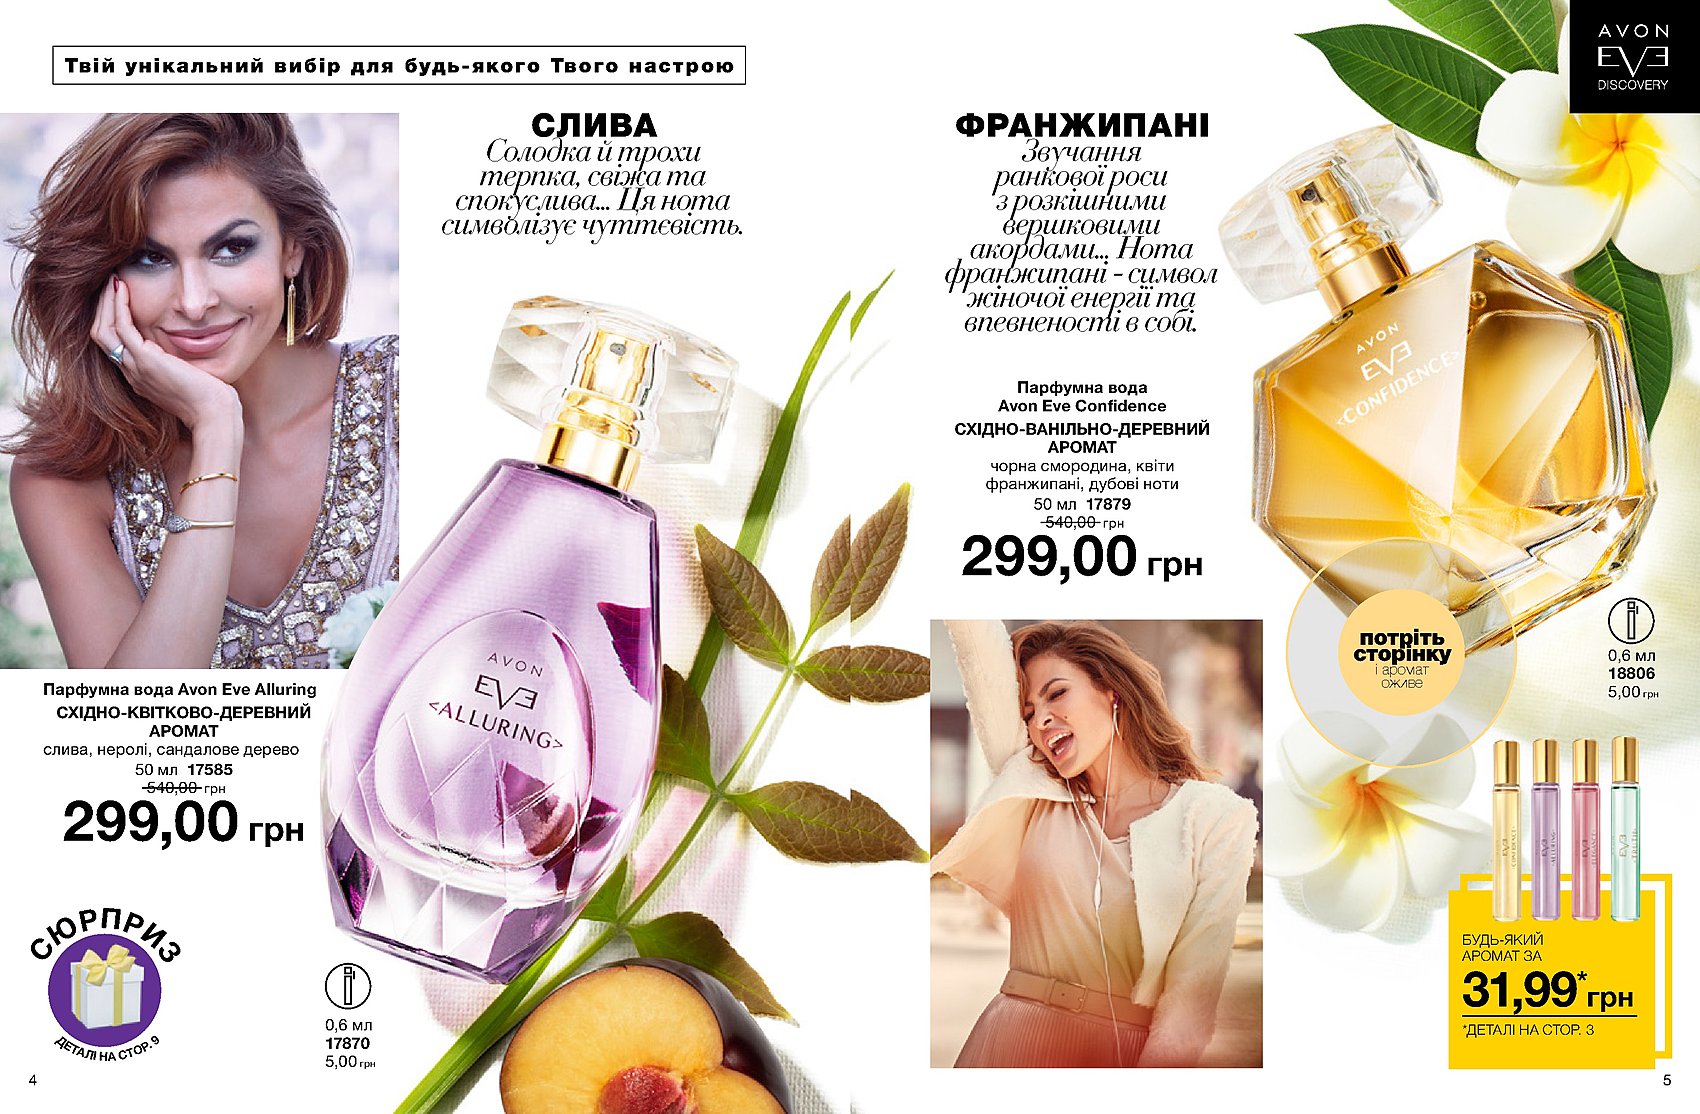 Твій унікальний вибір для будь-якого Твого настрою
СЛИВА
Солодка й трохи
терпка, свіжа та
спокуслива... Ця нота
символізує чуттєвість.
AVON
EVE
<ALLURING>
Парфумна вода Avon Eve Alluring
СХІДНО-КВІТКОВО-ДЕРЕВНИЙ
АРОМАТ
слива, неролі, сандалове дерево
50 мл 17585
540,00 грн
299,00 грн
СЮРПРИЗ
ДЕТАЛІ НА СТОР. 9
0,6 мл
17870
5,00 грн
4
ФРАНЖИПАНІ
Звучання
ранкової роси
з розкішними
вершковими
акордами... Нота
франжипані - символ
жіночої енергії та
впевненості в собі.
Парфумна вода
Avon Eve Confidence
СХІДНО-ВАНІЛЬНО-ДЕРЕВНИЙ
АРОМАТ
чорна смородина, квіти
франжипані, дубові ноти
50 мл 17879
540,00 грн
299,00 грн
AVON
EVE
DISCOVERY
AVON
EVE
<CONFIDENCE>
потріть
сторінку
і аромат
оживе
0,6 мл
18806
5,00 грн
EVE
EVE
EVE
EVE
БУДЬ-ЯКИЙ
АРОМАТ ЗА
31,99* грн
*ДЕТАЛІ НА СТОР. 3
5